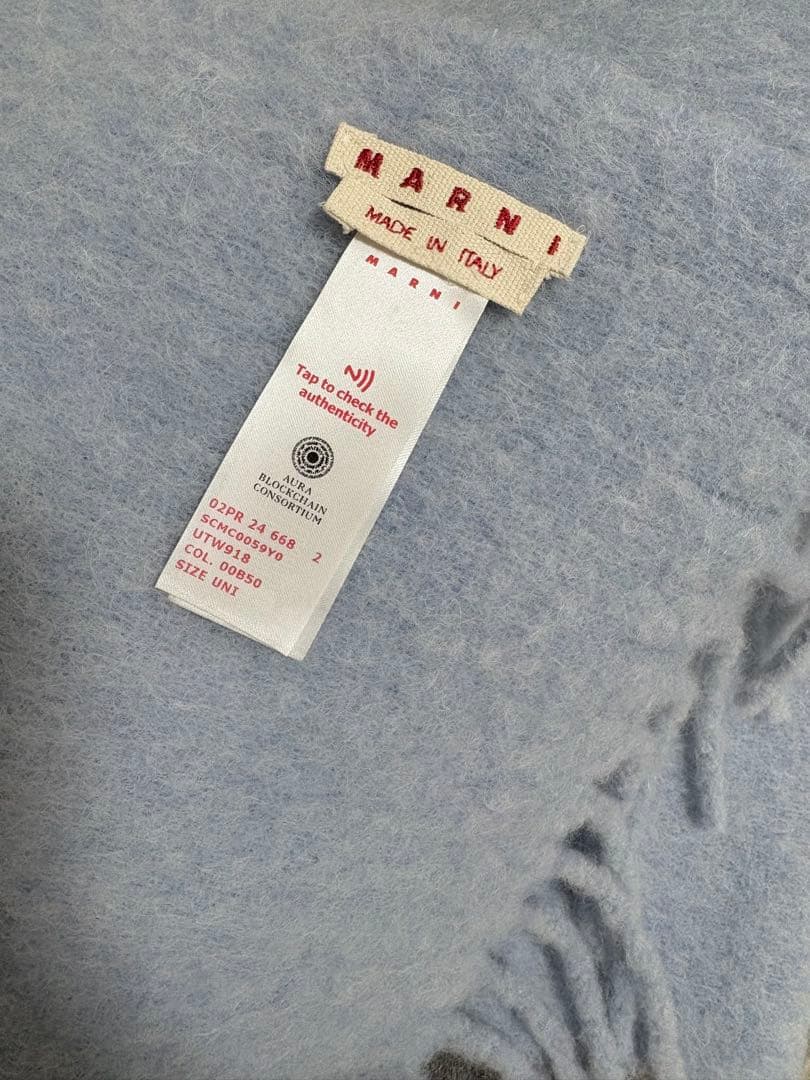 MARNI
MADE IN ITALY
MARNI
Tap to check the
authenticity
AURA
BLOCKCHAIN
CONSORTIUM
02PR 24 668 2
SCMC0059Y0
UTW918
COL. 00B50
SIZE UNI